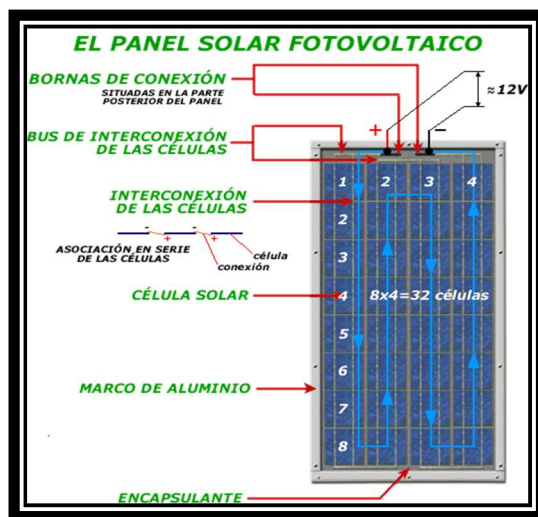 EL PANEL SOLAR FOTOVOLTAICO
BORNAS DE CONEXIÓN
SITUADAS EN LA PARTE
POSTERIOR DEL PANEL
≈12V
+ −
BUS DE INTERCONEXIÓN
DE LAS CÉLULAS
1 2 3 4
INTERCONEXIÓN
DE LAS CÉLULAS
2
- -
+ +
ASOCIACIÓN EN SERIE
DE LAS CÉLULAS
célula
conexión
3
CÉLULA SOLAR
4
8x4=32 células
5
6
MARCO DE ALUMINIO
7
8
ENCAPSULANTE